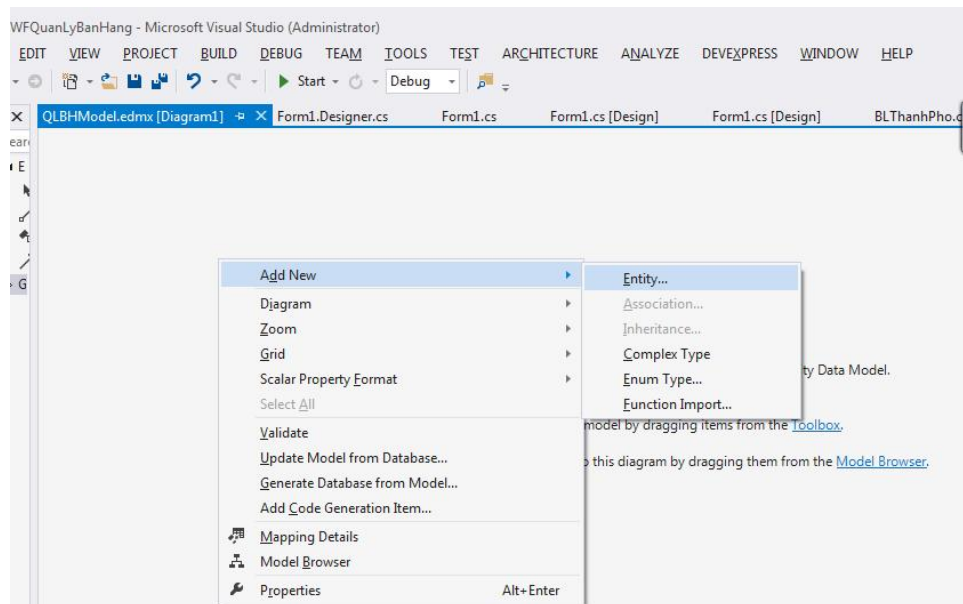 WFQuanLyBanHang - Microsoft Visual Studio (Administrator)
EDIT VIEW PROJECT BUILD DEBUG TEAM TOOLS TEST ARCHITECTURE ANALYZE DEVEXPRESS WINDOW HELP
Start Debug
QLBHModel.edmx [Diagram1] Form1.Designer.cs Form1.cs Form1.cs [Design] Form1.cs [Design] BLThanhPho.c
E
G
Add New
Diagram
Zoom
Grid
Scalar Property Format
Select All
Validate
Update Model from Database...
Generate Database from Model...
Add Code Generation Item...
Mapping Details
Model Browser
Properties Alt+Enter
Entity...
Association...
Inheritance...
Complex Type
Enum Type...
Function Import...
ty Data Model.
model by dragging items from the Toolbox.
this diagram by dragging them from the Model Browser.